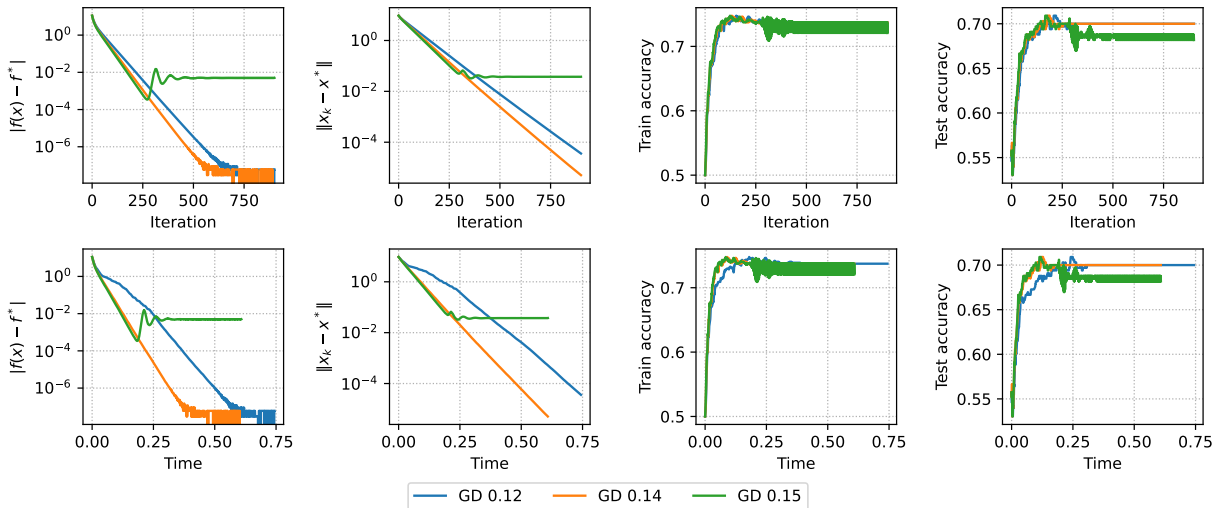 10^0
10^-2
10^-4
10^-6
|f(x) − f^*|
0 250 500 750
Iteration
10^0
10^-2
10^-4
‖x_k − x^*‖
0 250 500 750
Iteration
0.7
0.6
0.5
Train accuracy
0 250 500 750
Iteration
0.70
0.65
0.60
0.55
Test accuracy
0 250 500 750
Iteration
10^0
10^-2
10^-4
10^-6
|f(x) − f^*|
0.00 0.25 0.50 0.75
Time
10^0
10^-2
10^-4
‖x_k − x^*‖
0.00 0.25 0.50 0.75
Time
0.7
0.6
0.5
Train accuracy
0.00 0.25 0.50 0.75
Time
0.70
0.65
0.60
0.55
Test accuracy
0.00 0.25 0.50 0.75
Time
GD 0.12 GD 0.14 GD 0.15